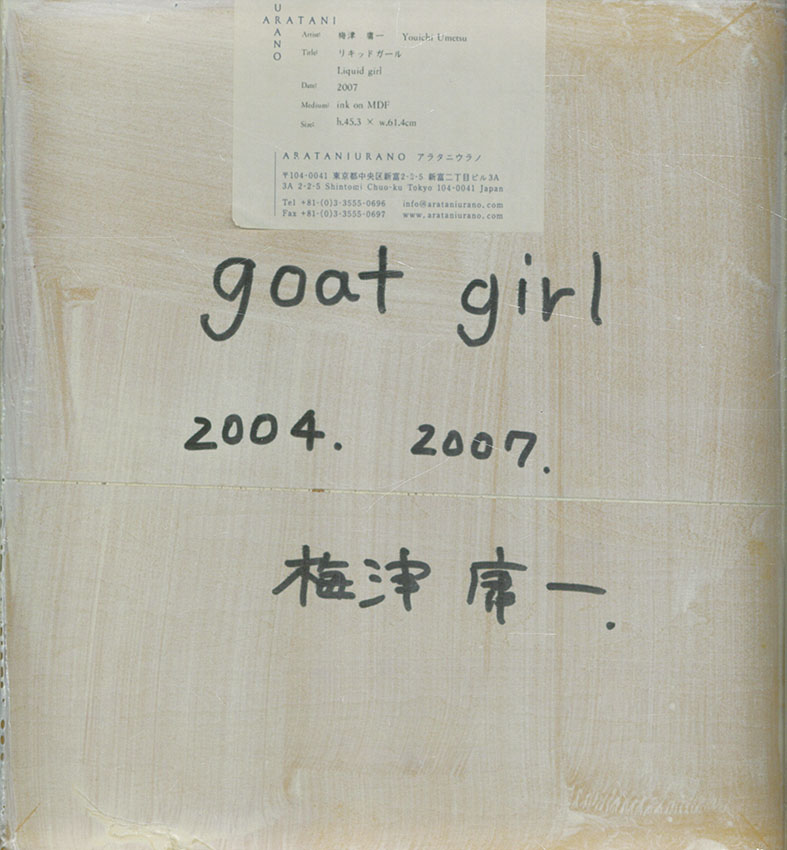 URANO
ARATANI
Artist: 梅津 庸一 Youichi Umetsu
Title: リキッドガール
Liquid girl
Date: 2007
Medium: ink on MDF
Size: h.45.3 × w.61.4cm
ARATANIURANO アラタニウラノ
〒104-0041 東京都中央区新富2-2-5 新富二丁目ビル3A
3A 2-2-5 Shintomi Chuo-ku Tokyo 104-0041 Japan
Tel +81-(0)3-3555-0696 info@arataniurano.com
Fax +81-(0)3-3555-0697 www.arataniurano.com
goat girl
2004. 2007.
梅津 庸一.